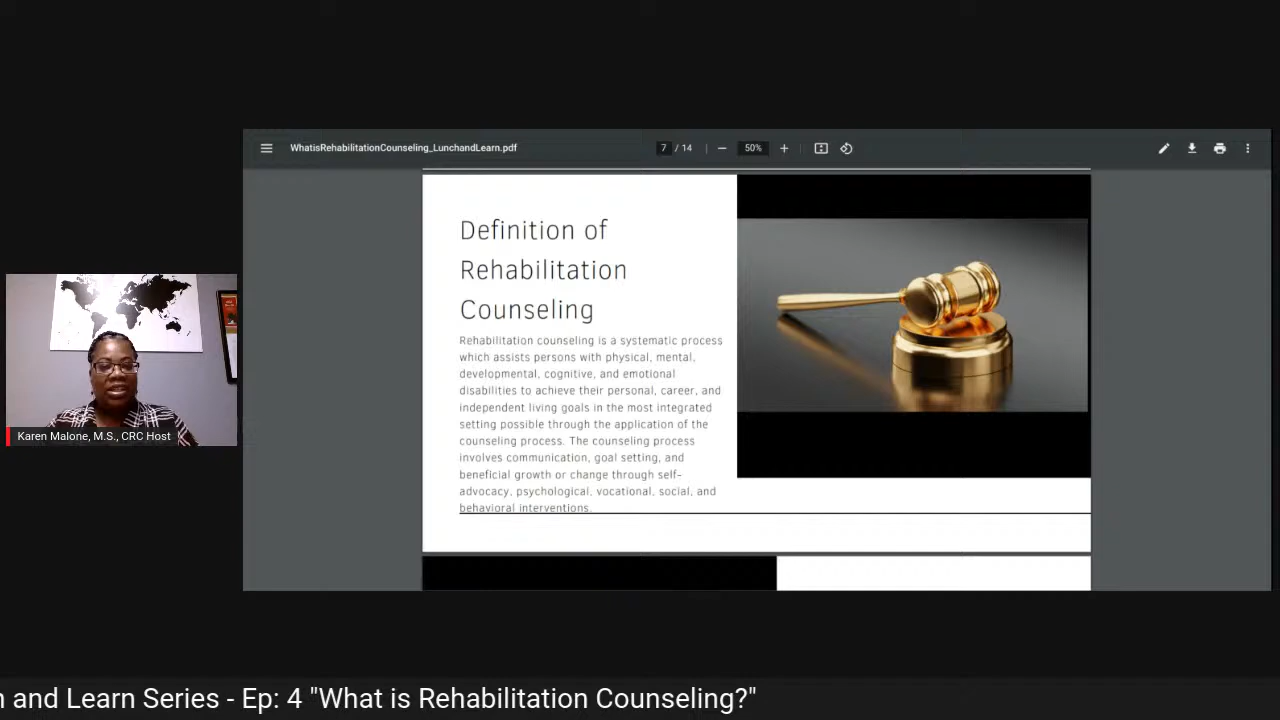 WhatisRehabilitationCounseling_LunchandLearn.pdf
7 / 14
50%
Definition of
Rehabilitation
Counseling
Rehabilitation counseling is a systematic process
which assists persons with physical, mental,
developmental, cognitive, and emotional
disabilities to achieve their personal, career, and
independent living goals in the most integrated
setting possible through the application of the
counseling process. The counseling process
involves communication, goal setting, and
beneficial growth or change through self-
advocacy, psychological, vocational, social, and
behavioral interventions.
Karen Malone, M.S., CRC Host
and Learn Series - Ep: 4 "What is Rehabilitation Counseling?"